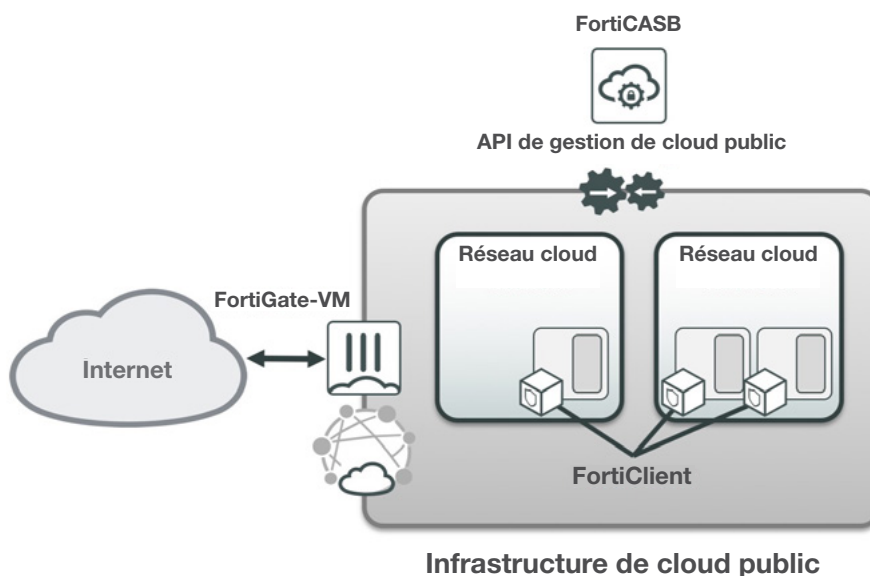 FortiCASB
API de gestion de cloud public
Réseau cloud
Réseau cloud
FortiGate-VM
Internet
FortiClient
Infrastructure de cloud public